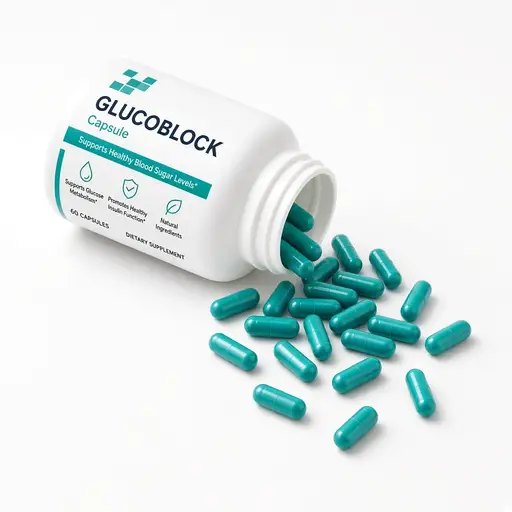 GLUCOBLOCK
Capsule
Supports Healthy Blood Sugar Levels*
Supports Glucose
Metabolism*
Promotes Healthy
Insulin Function*
Natural
Ingredients
60 CAPSULES
DIETARY SUPPLEMENT